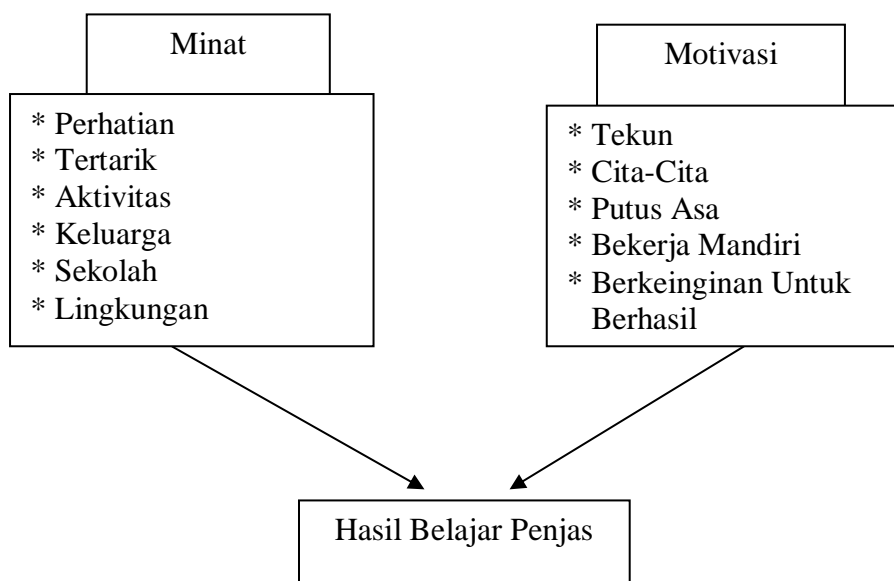 Minat
* Perhatian
* Tertarik
* Aktivitas
* Keluarga
* Sekolah
* Lingkungan
Motivasi
* Tekun
* Cita-Cita
* Putus Asa
* Bekerja Mandiri
* Berkeinginan Untuk
Berhasil
Hasil Belajar Penjas